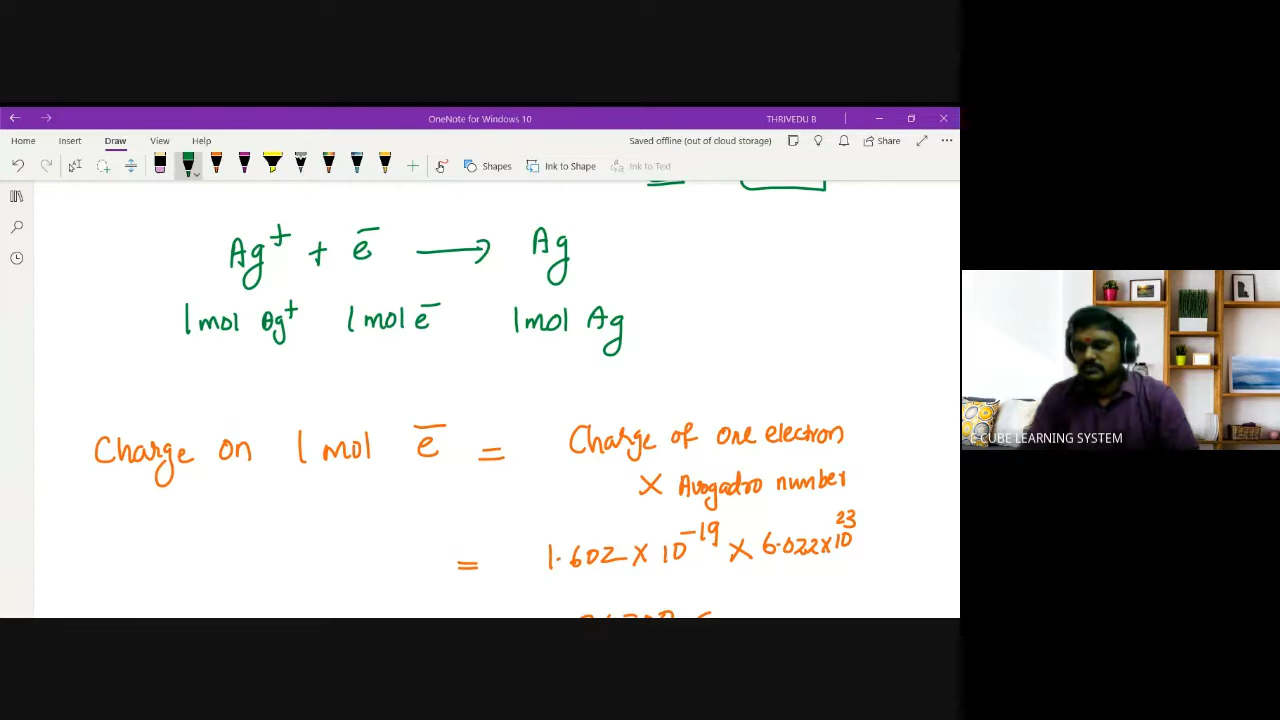 OneNote for Windows 10
THRIVEDU B
Home Insert Draw View Help
Saved offline (out of cloud storage)
Share
Shapes
Ink to Shape
Ink to Text
Ag⁺ + e⁻ ⟶ Ag
1 mol Ag⁺ 1 mol e⁻ 1 mol Ag
Charge on 1 mol e⁻ = Charge of one electron
× Avogadro number
= 1.602 × 10⁻¹⁹ × 6.022×10²³
CUBE LEARNING SYSTEM